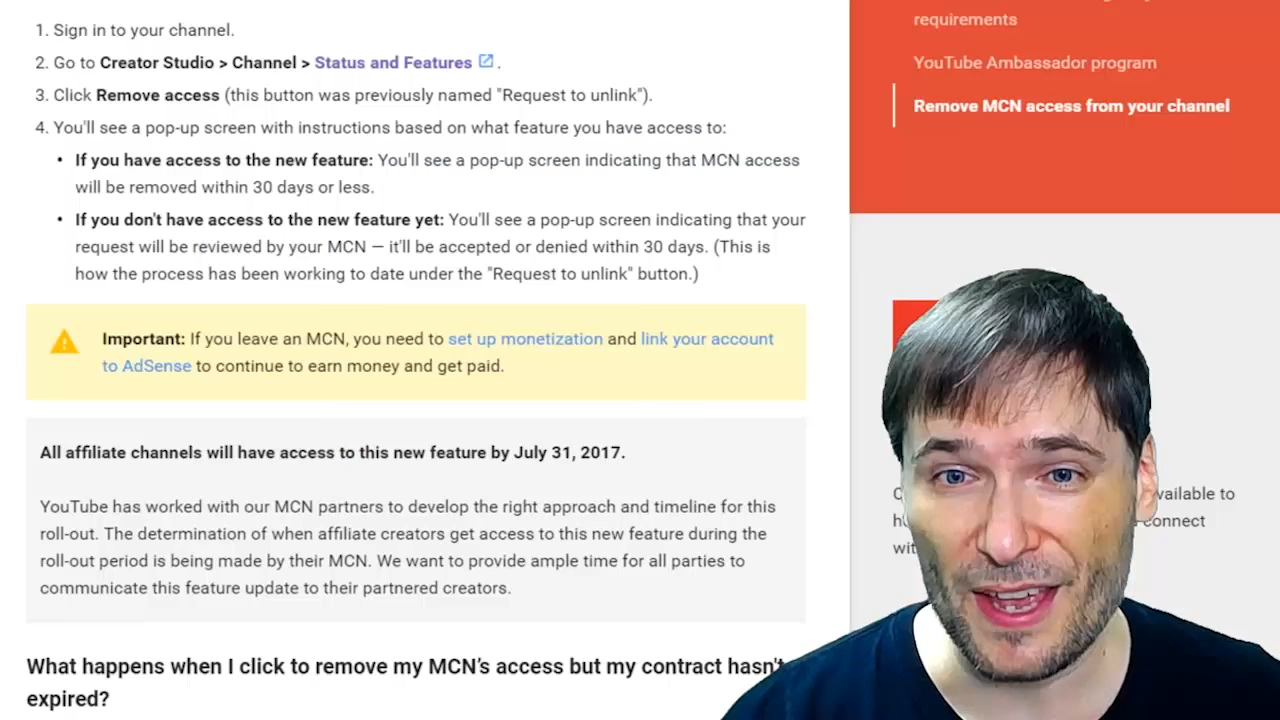 1. Sign in to your channel.
2. Go to Creator Studio > Channel > Status and Features .
3. Click Remove access (this button was previously named "Request to unlink").
4. You'll see a pop-up screen with instructions based on what feature you have access to:
• If you have access to the new feature: You'll see a pop-up screen indicating that MCN access
will be removed within 30 days or less.
• If you don't have access to the new feature yet: You'll see a pop-up screen indicating that your
request will be reviewed by your MCN — it'll be accepted or denied within 30 days. (This is
how the process has been working to date under the "Request to unlink" button.)
Important: If you leave an MCN, you need to set up monetization and link your account
to AdSense to continue to earn money and get paid.
All affiliate channels will have access to this new feature by July 31, 2017.
YouTube has worked with our MCN partners to develop the right approach and timeline for this
roll-out. The determination of when affiliate creators get access to this new feature during the
roll-out period is being made by their MCN. We want to provide ample time for all parties to
communicate this feature update to their partnered creators.
What happens when I click to remove my MCN's access but my contract hasn't
expired?
requirements
YouTube Ambassador program
Remove MCN access from your channel
vailable to
connect